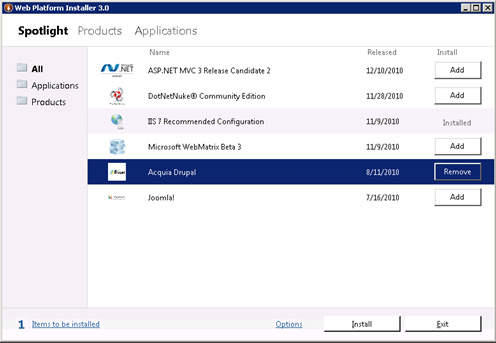 Web Platform Installer 3.0
Spotlight Products Applications
Name Released Install
All
Applications
Products
ASP.NET MVC 3 Release Candidate 2 12/10/2010 Add
DotNetNuke® Community Edition 11/28/2010 Add
IIS 7 Recommended Configuration 11/9/2010 Installed
Microsoft WebMatrix Beta 3 11/9/2010 Add
Acquia Drupal 8/11/2010 Remove
Joomla! 7/16/2010 Add
1 Items to be installed Options Install Exit